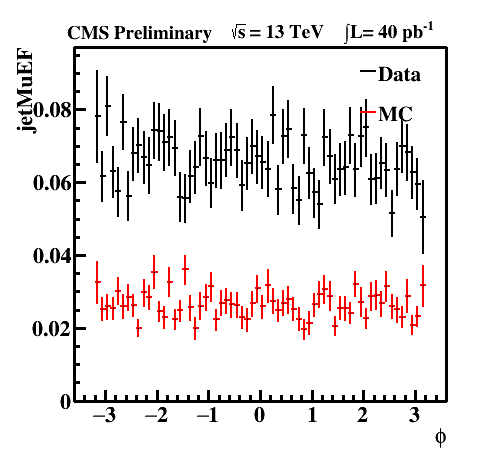 CMS Preliminary √s = 13 TeV ∫L= 40 pb⁻¹
jetMuEF
Data
MC
0.08
0.06
0.04
0.02
0
−3 −2 −1 0 1 2 3
ϕ